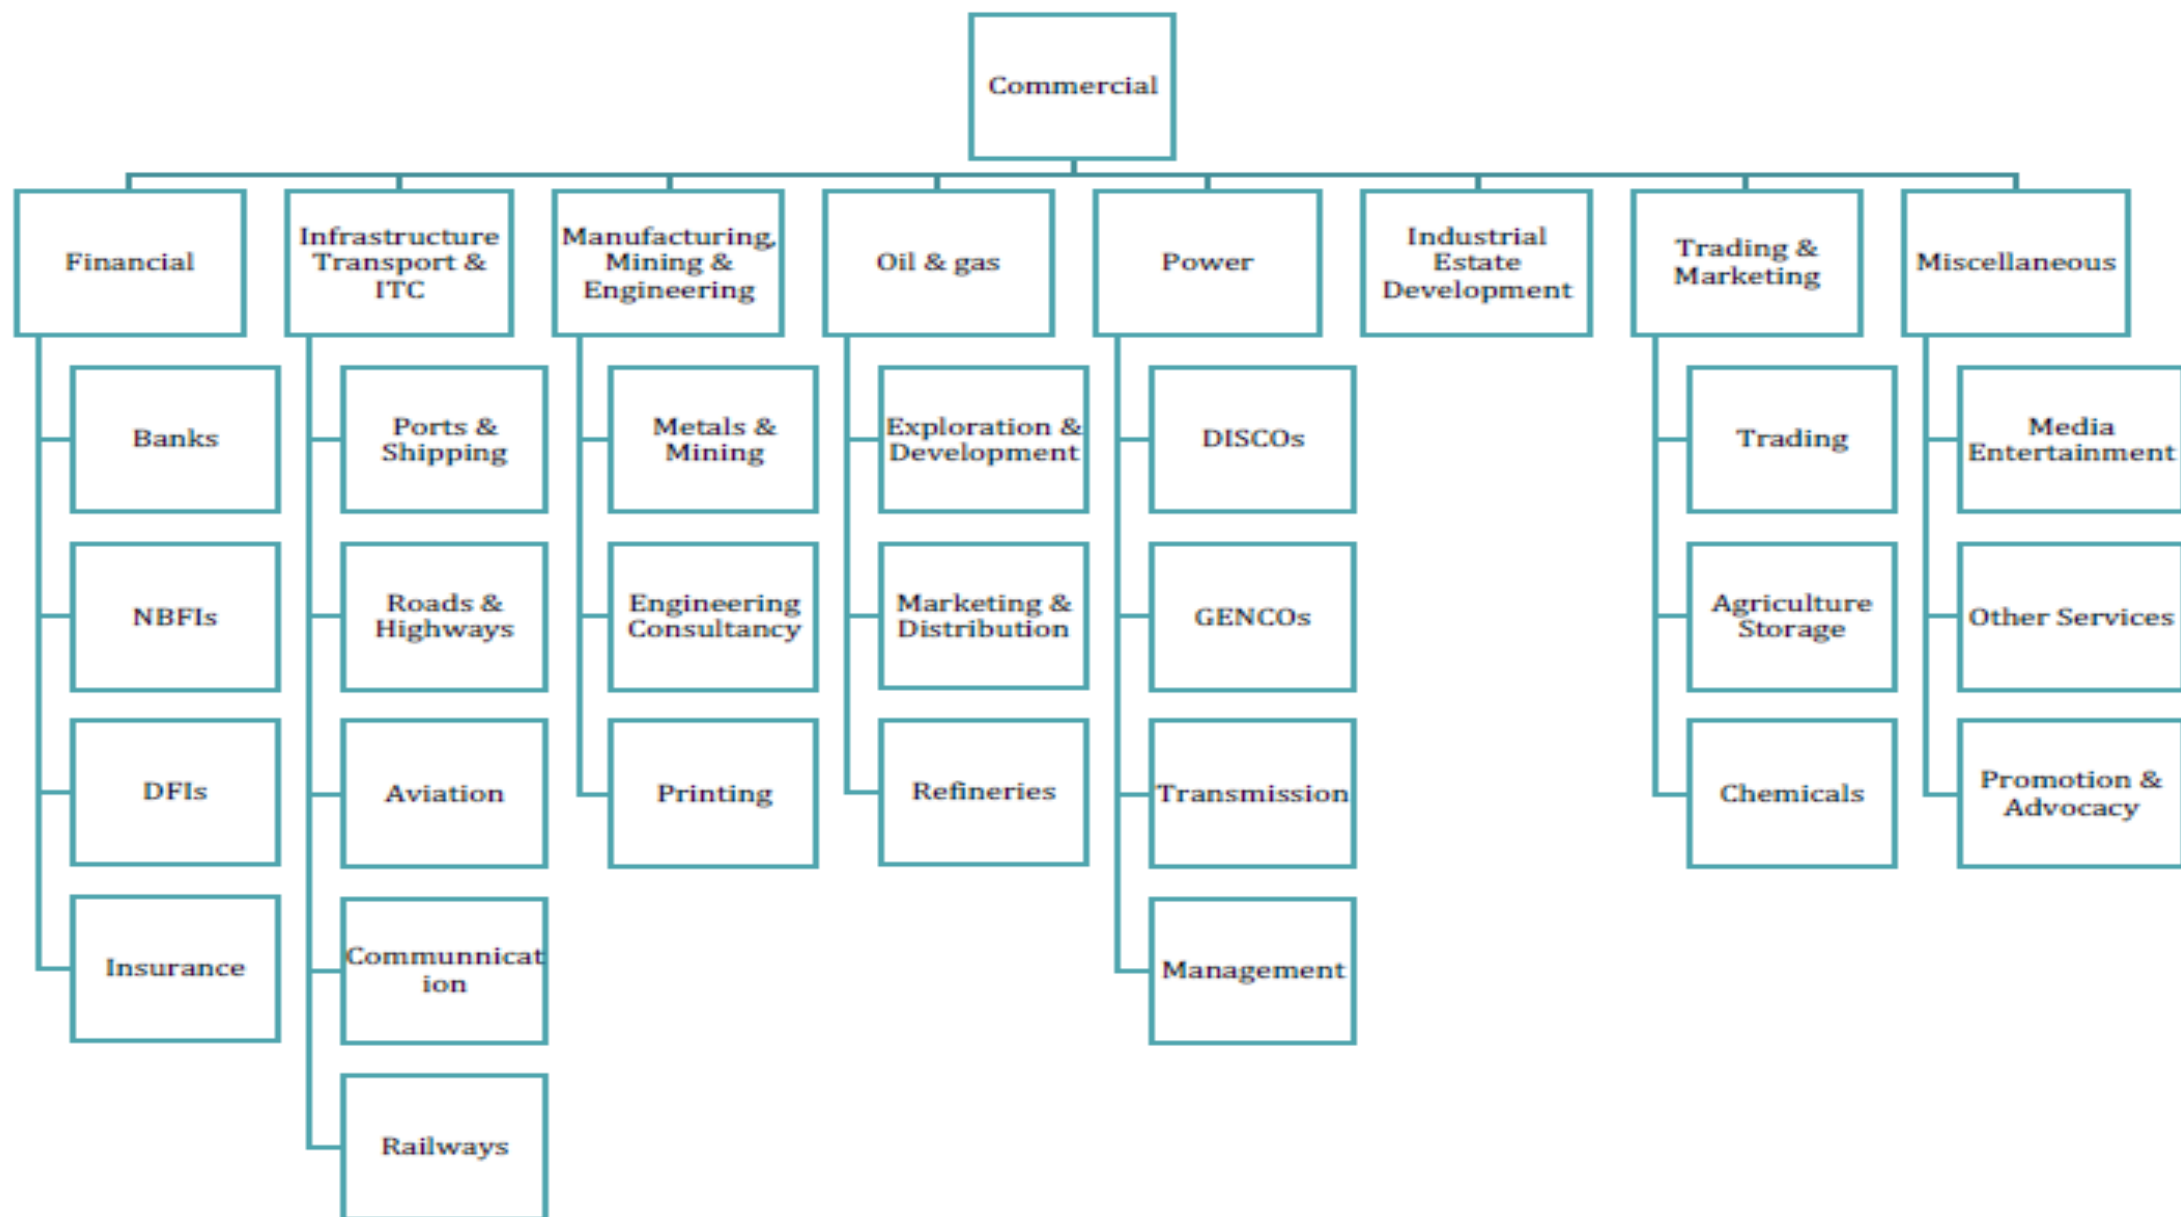 Commercial
Financial
Infrastructure
Transport &
ITC
Manufacturing,
Mining &
Engineering
Oil & gas
Power
Industrial
Estate
Development
Trading &
Marketing
Miscellaneous
Banks
NBFIs
DFIs
Insurance
Ports &
Shipping
Roads &
Highways
Aviation
Communnicat
ion
Railways
Metals &
Mining
Engineering
Consultancy
Printing
Exploration &
Development
Marketing &
Distribution
Refineries
DISCOs
GENCOs
Transmission
Management
Trading
Agriculture
Storage
Chemicals
Media
Entertainment
Other Services
Promotion &
Advocacy